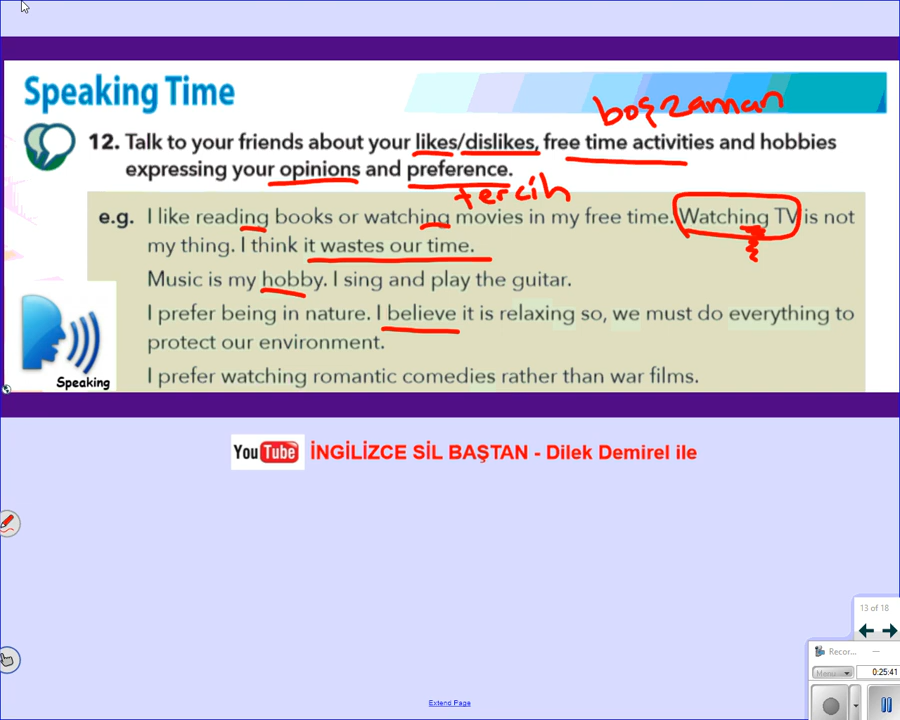 Speaking Time
boş zaman
12. Talk to your friends about your likes/dislikes, free time activities and hobbies
expressing your opinions and preference.
tercih
e.g. I like reading books or watching movies in my free time. Watching TV is not
my thing. I think it wastes our time.
Music is my hobby. I sing and play the guitar.
I prefer being in nature. I believe it is relaxing so, we must do everything to
protect our environment.
Speaking
I prefer watching romantic comedies rather than war films.
YouTube İNGİLİZCE SİL BAŞTAN - Dilek Demirel ile
13 of 18
Recor...
Menu... 0:25:41
Extend Page